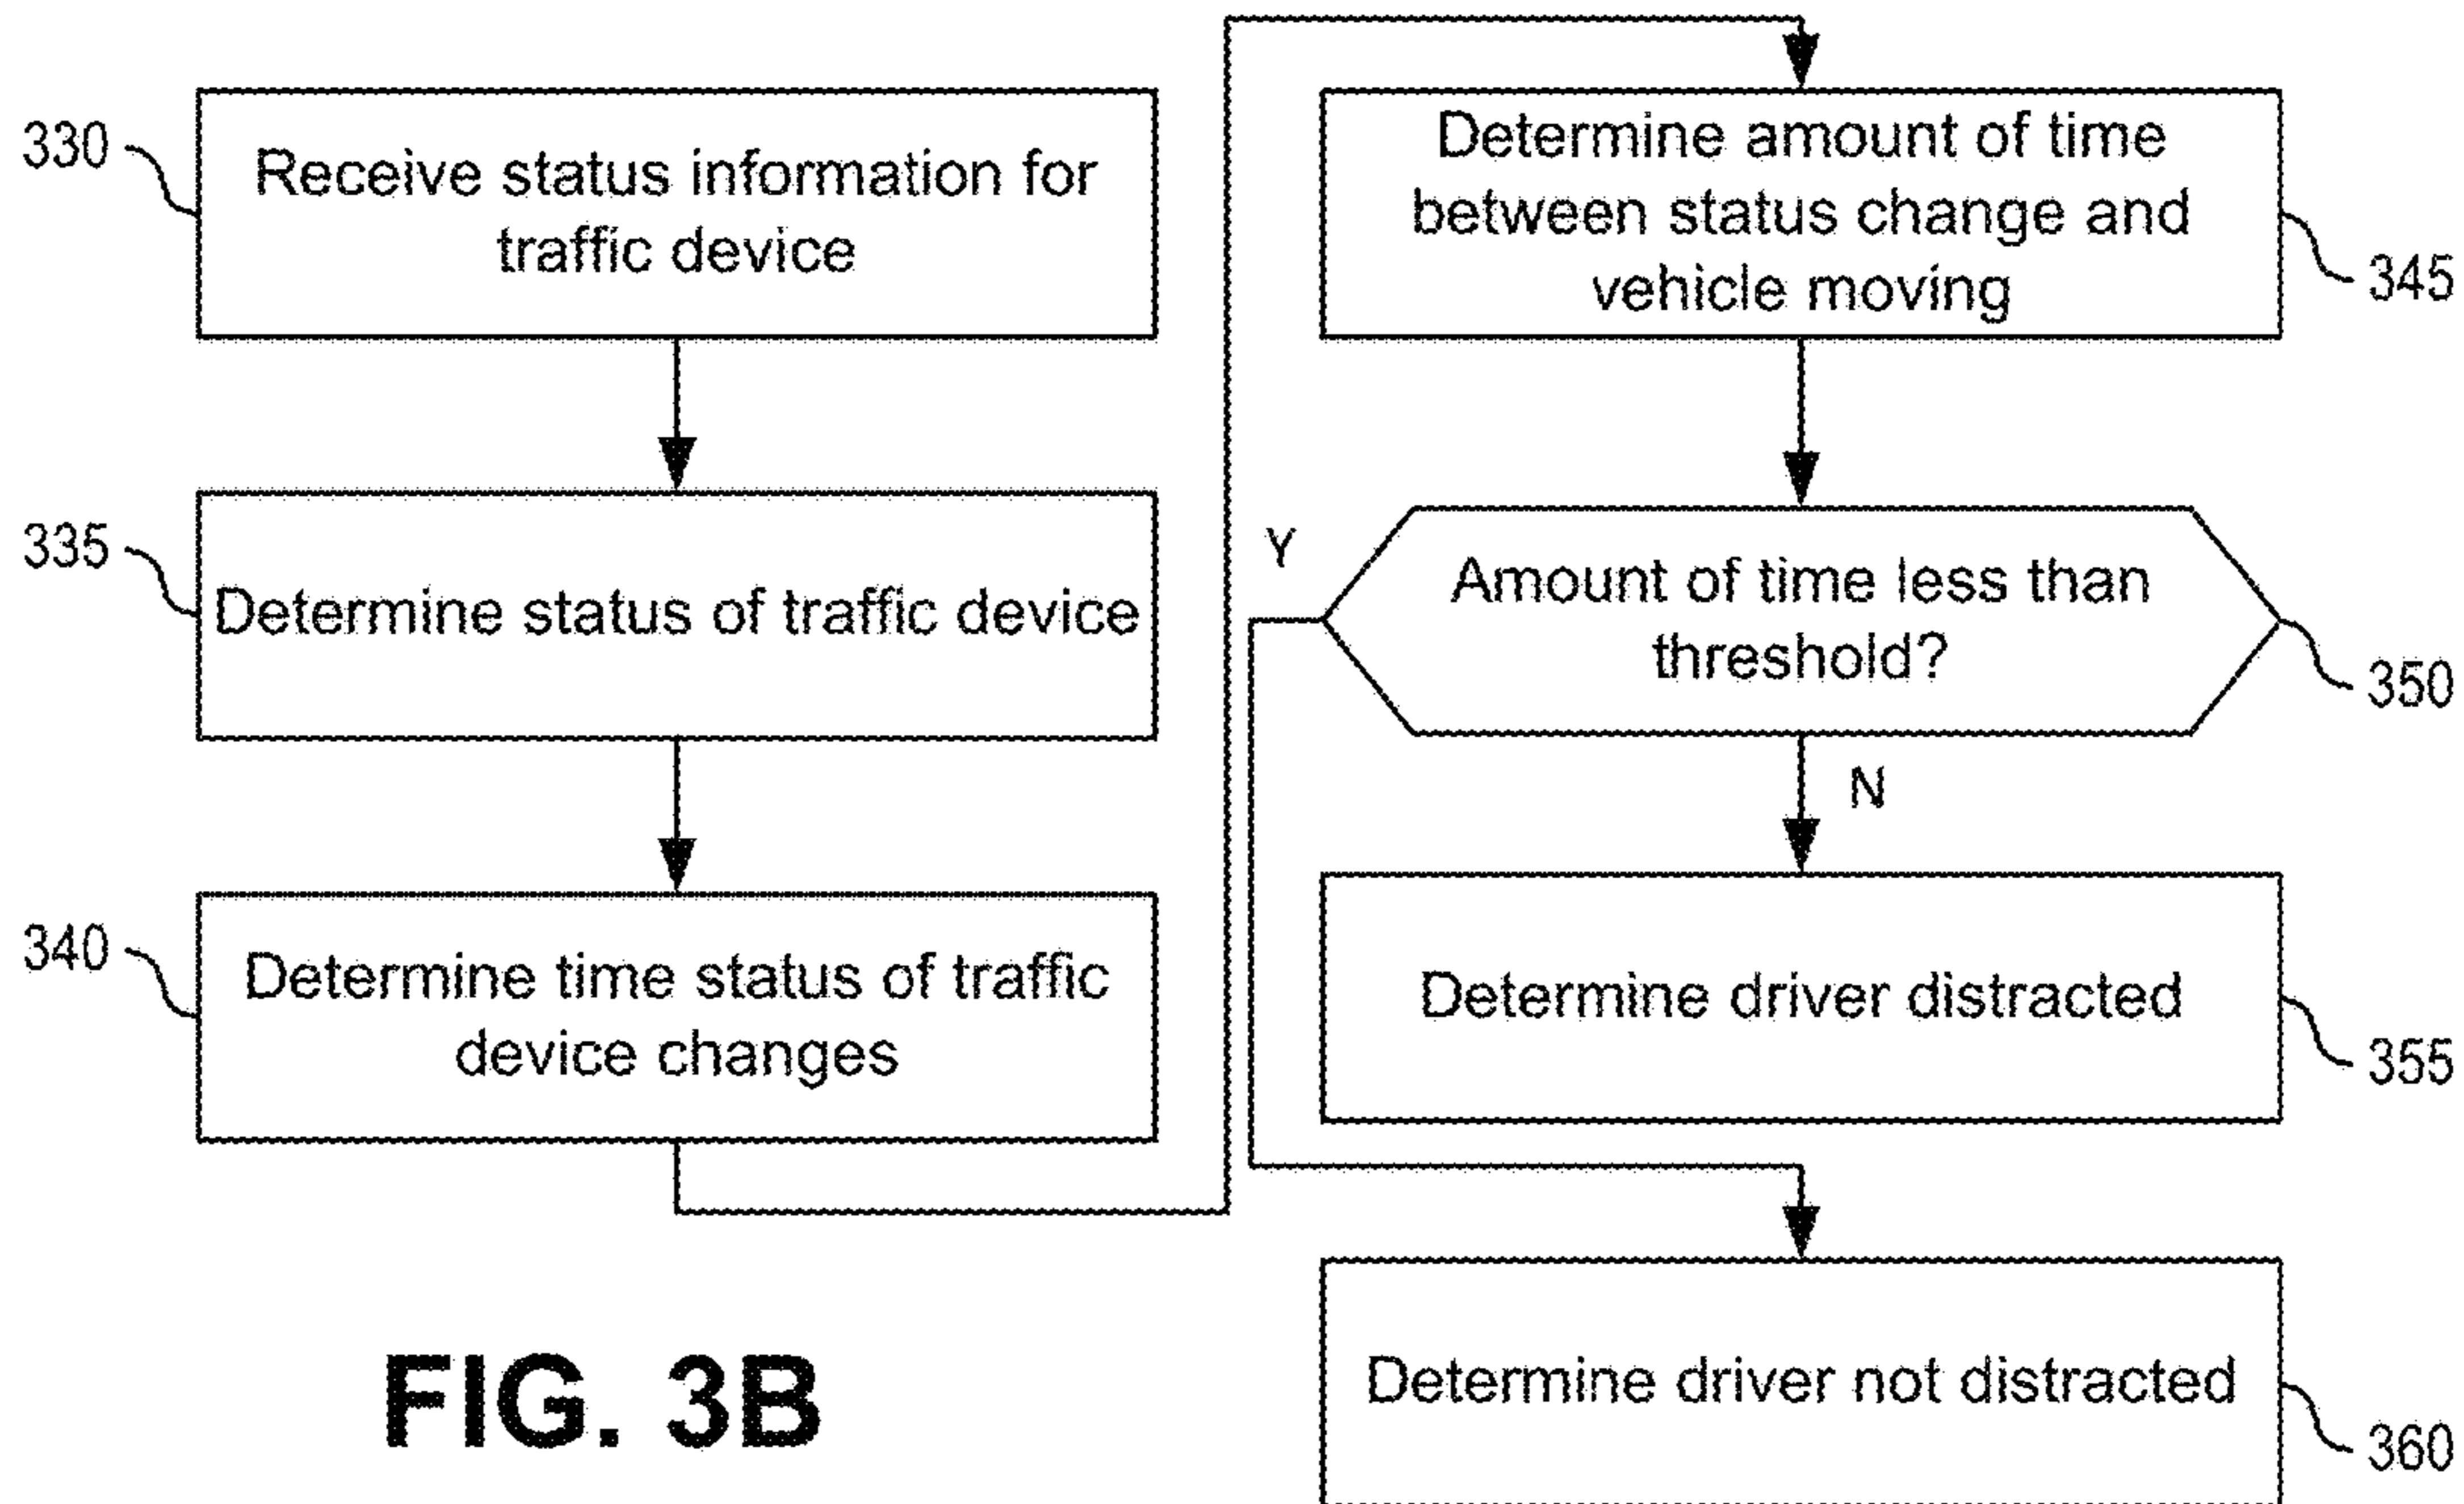 330
Receive status information for
traffic device
335
Determine status of traffic device
340
Determine time status of traffic
device changes
Determine amount of time
between status change and
vehicle moving
345
Y
Amount of time less than
threshold?
350
N
Determine driver distracted
355
Determine driver not distracted
360
FIG. 3B